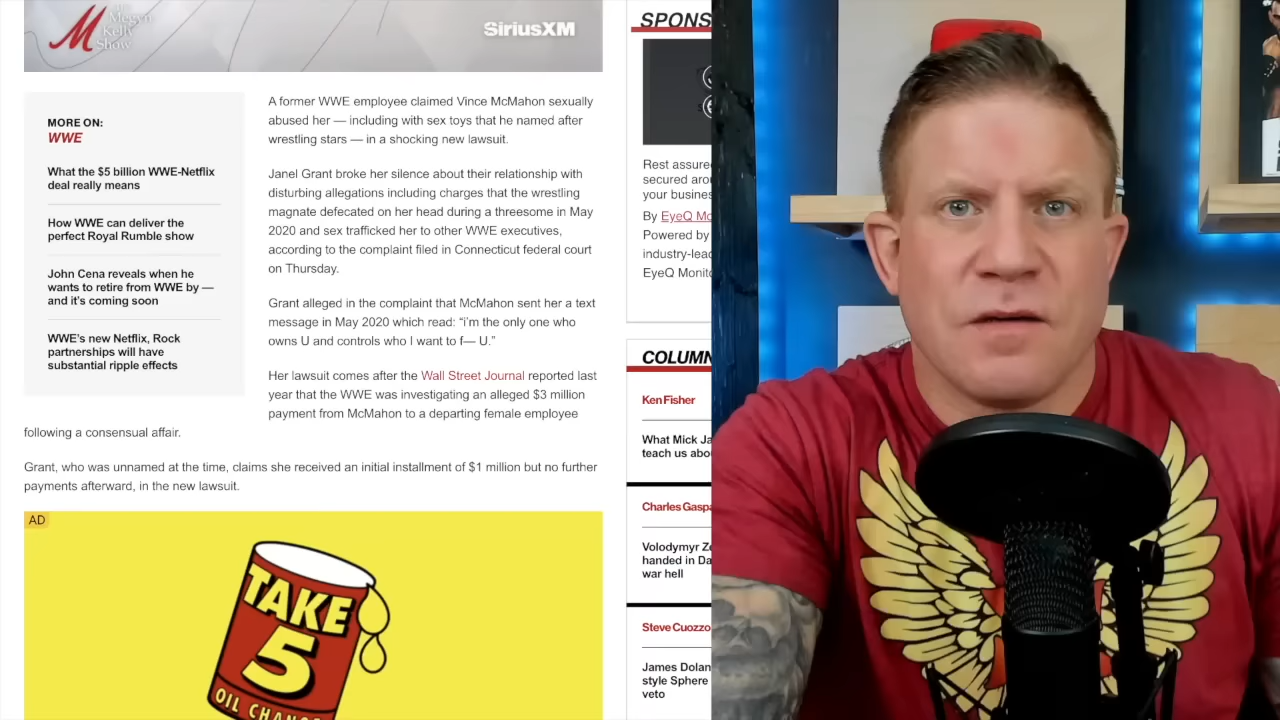 The
Megyn
Kelly
Show
SiriusXM
MORE ON:
WWE
What the $5 billion WWE-Netflix
deal really means
How WWE can deliver the
perfect Royal Rumble show
John Cena reveals when he
wants to retire from WWE by —
and it’s coming soon
WWE’s new Netflix, Rock
partnerships will have
substantial ripple effects
A former WWE employee claimed Vince McMahon sexually
abused her — including with sex toys that he named after
wrestling stars — in a shocking new lawsuit.
Janel Grant broke her silence about their relationship with
disturbing allegations including charges that the wrestling
magnate defecated on her head during a threesome in May
2020 and sex trafficked her to other WWE executives,
according to the complaint filed in Connecticut federal court
on Thursday.
Grant alleged in the complaint that McMahon sent her a text
message in May 2020 which read: “i’m the only one who
owns U and controls who I want to f— U.”
Her lawsuit comes after the Wall Street Journal reported last
year that the WWE was investigating an alleged $3 million
payment from McMahon to a departing female employee
following a consensual affair.
Grant, who was unnamed at the time, claims she received an initial installment of $1 million but no further
payments afterward, in the new lawsuit.
AD
TAKE
5
OIL CHANGE
SPONS
Rest assure
secured aro
your busines
By EyeQ Mo
Powered by
industry-lead
EyeQ Monito
COLUMN
Ken Fisher
What Mick Ja
teach us abou
Charles Gaspa
Volodymyr Ze
handed in Da
war hell
Steve Cuozzo
James Dolan
style Sphere
veto